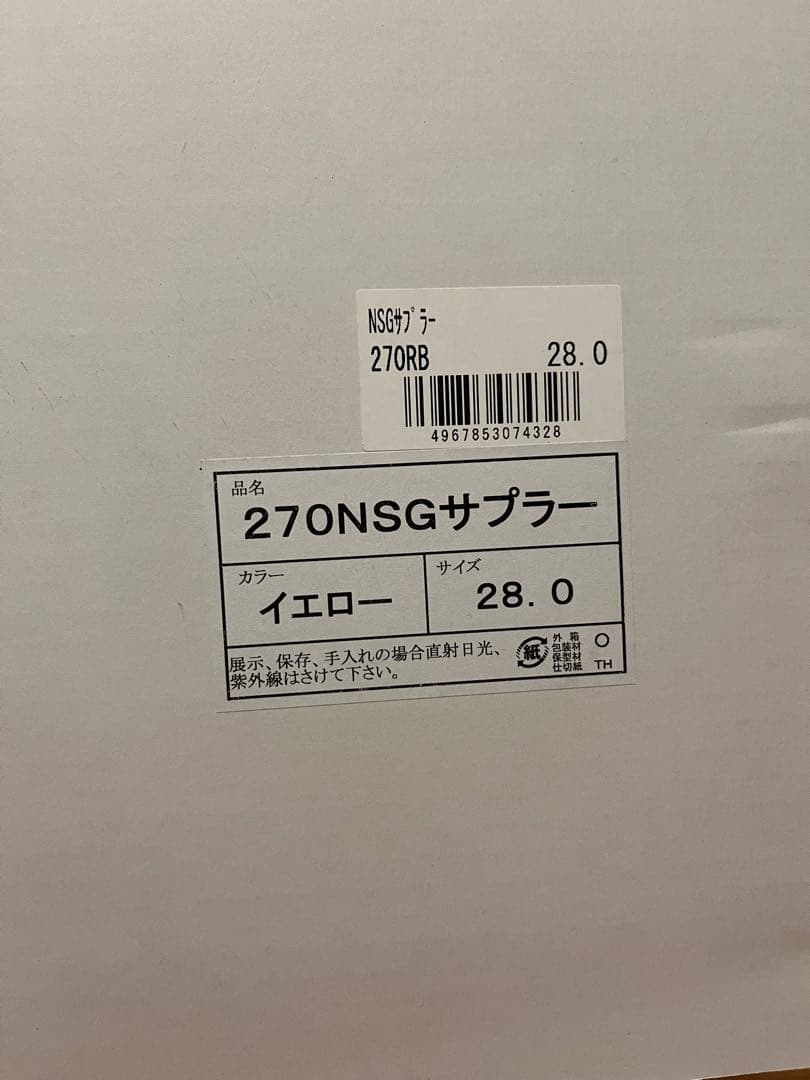 NSGｻﾌﾟﾗｰ
270RB 28.0
4967853074328
品名
270NSGサプラー
カラー
イエロー
サイズ
28.0
展示、保存、手入れの場合直射日光、
紫外線はさけて下さい。
紙
外箱
包装材
保型材
仕切紙
○
TH